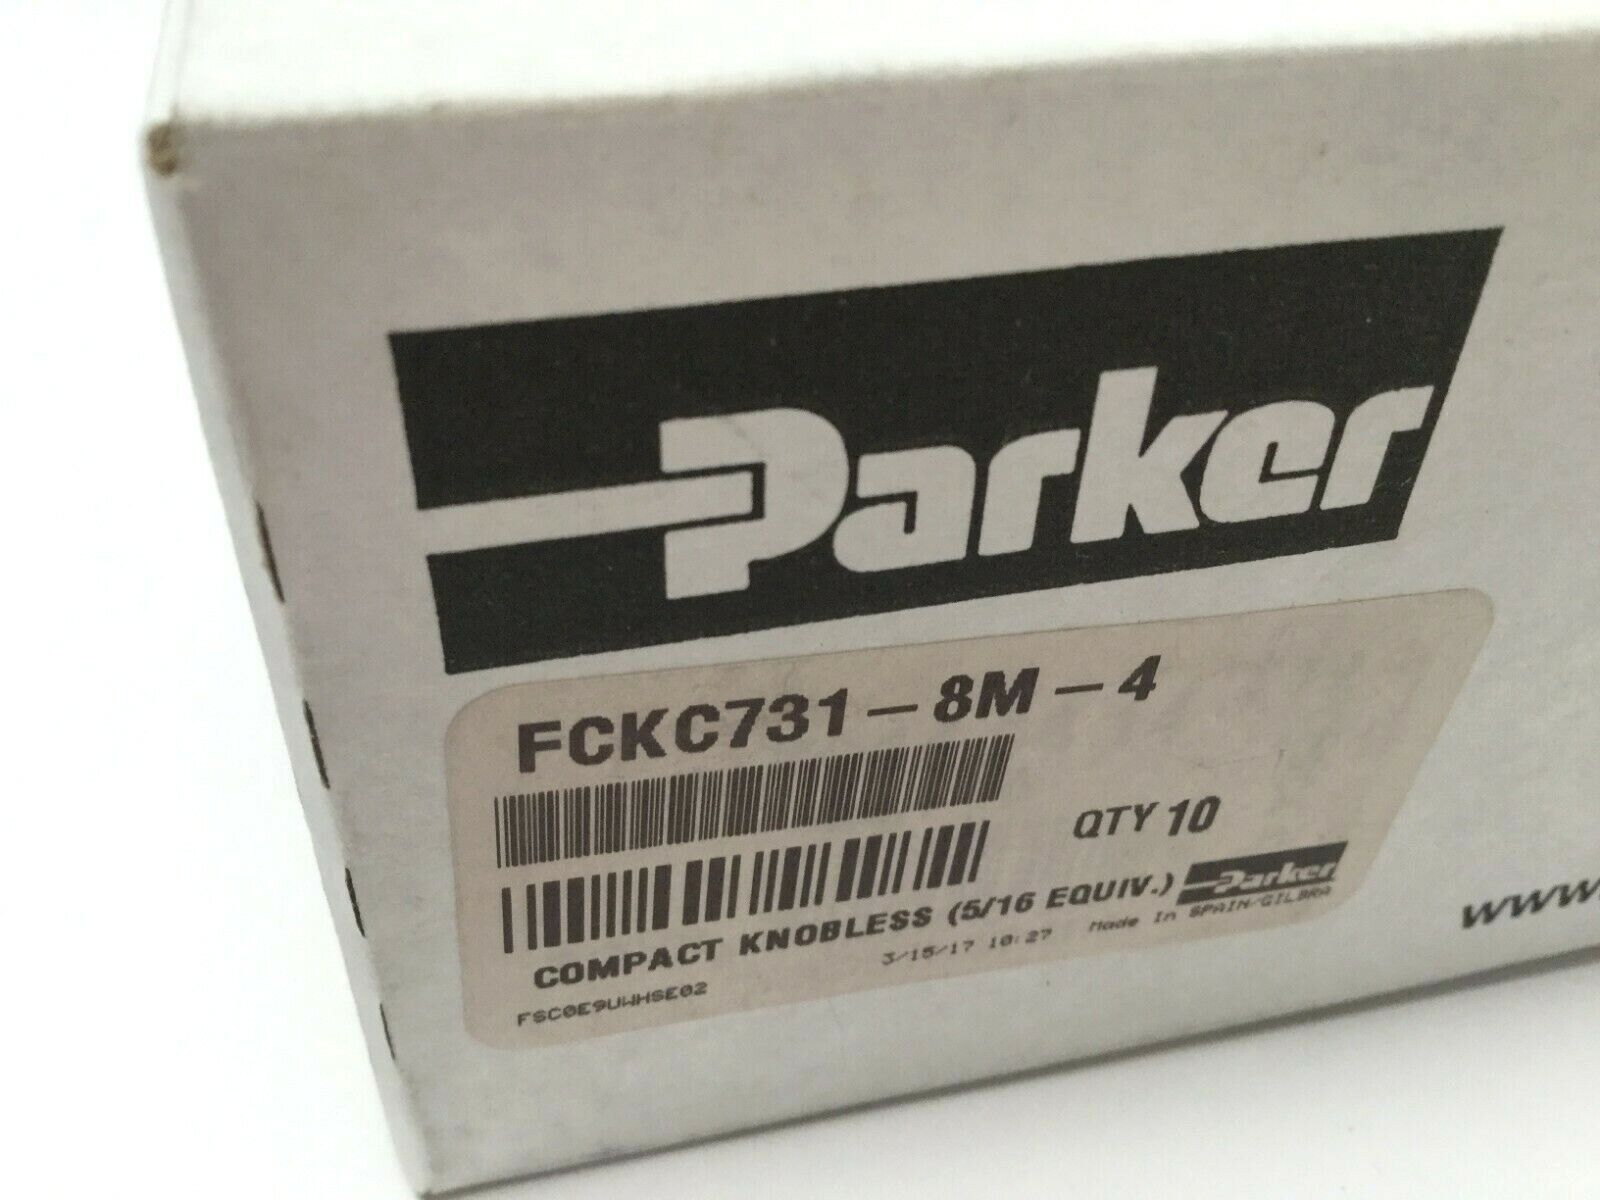 Parker
FCKC731-8M-4
QTY 10
COMPACT KNOBLESS (5/16 EQUIV.)
Parker
3/15/17 10:27 Made In SPAIN/GILBRA
FSC0E9UWHSE02
www.